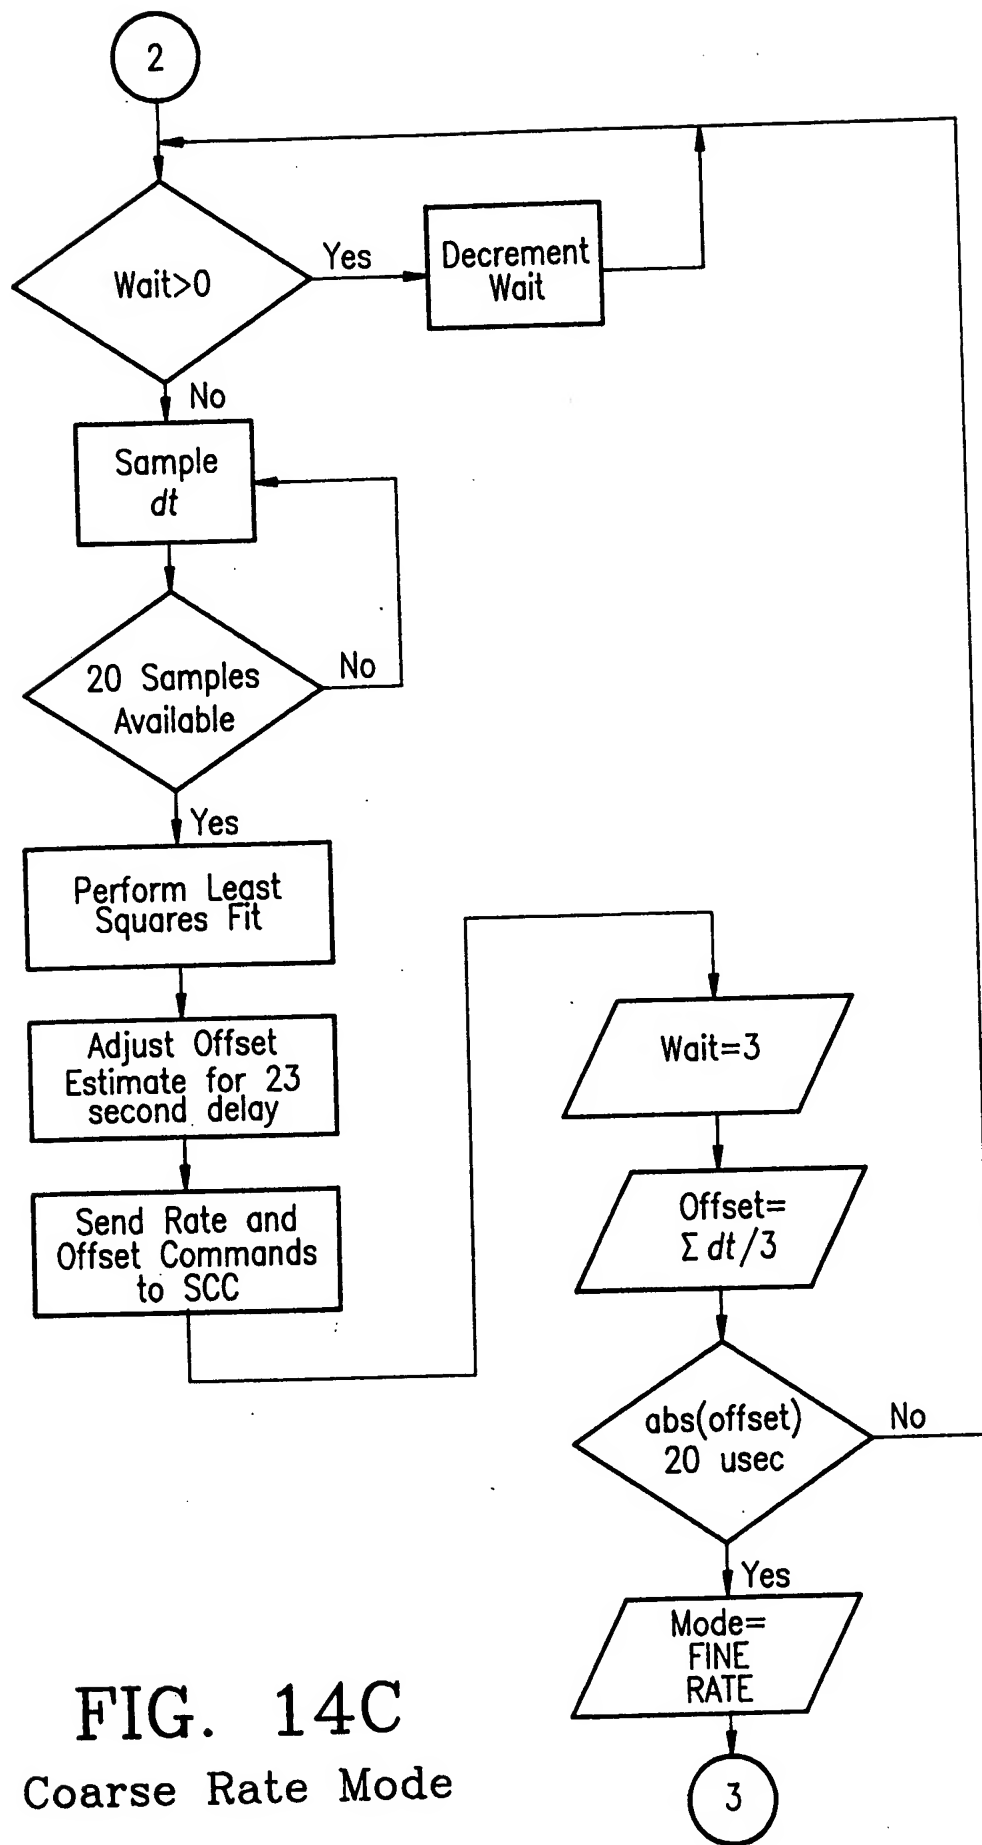 2
Wait>0
Yes
Decrement
Wait
No
Sample
dt
20 Samples
Available
No
Yes
Perform Least
Squares Fit
Adjust Offset
Estimate for 23
second delay
Send Rate and
Offset Commands
to SCC
Wait=3
Offset=
Σ dt/3
abs(offset)
20 usec
No
Yes
Mode=
FINE
RATE
3
FIG. 14C
Coarse Rate Mode